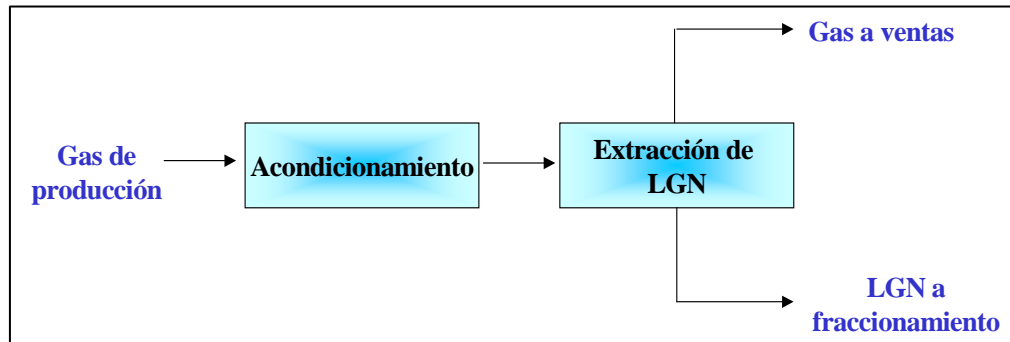 Gas a ventas
Gas de
producción
Acondicionamiento
Extracción de
LGN
LGN a
fraccionamiento